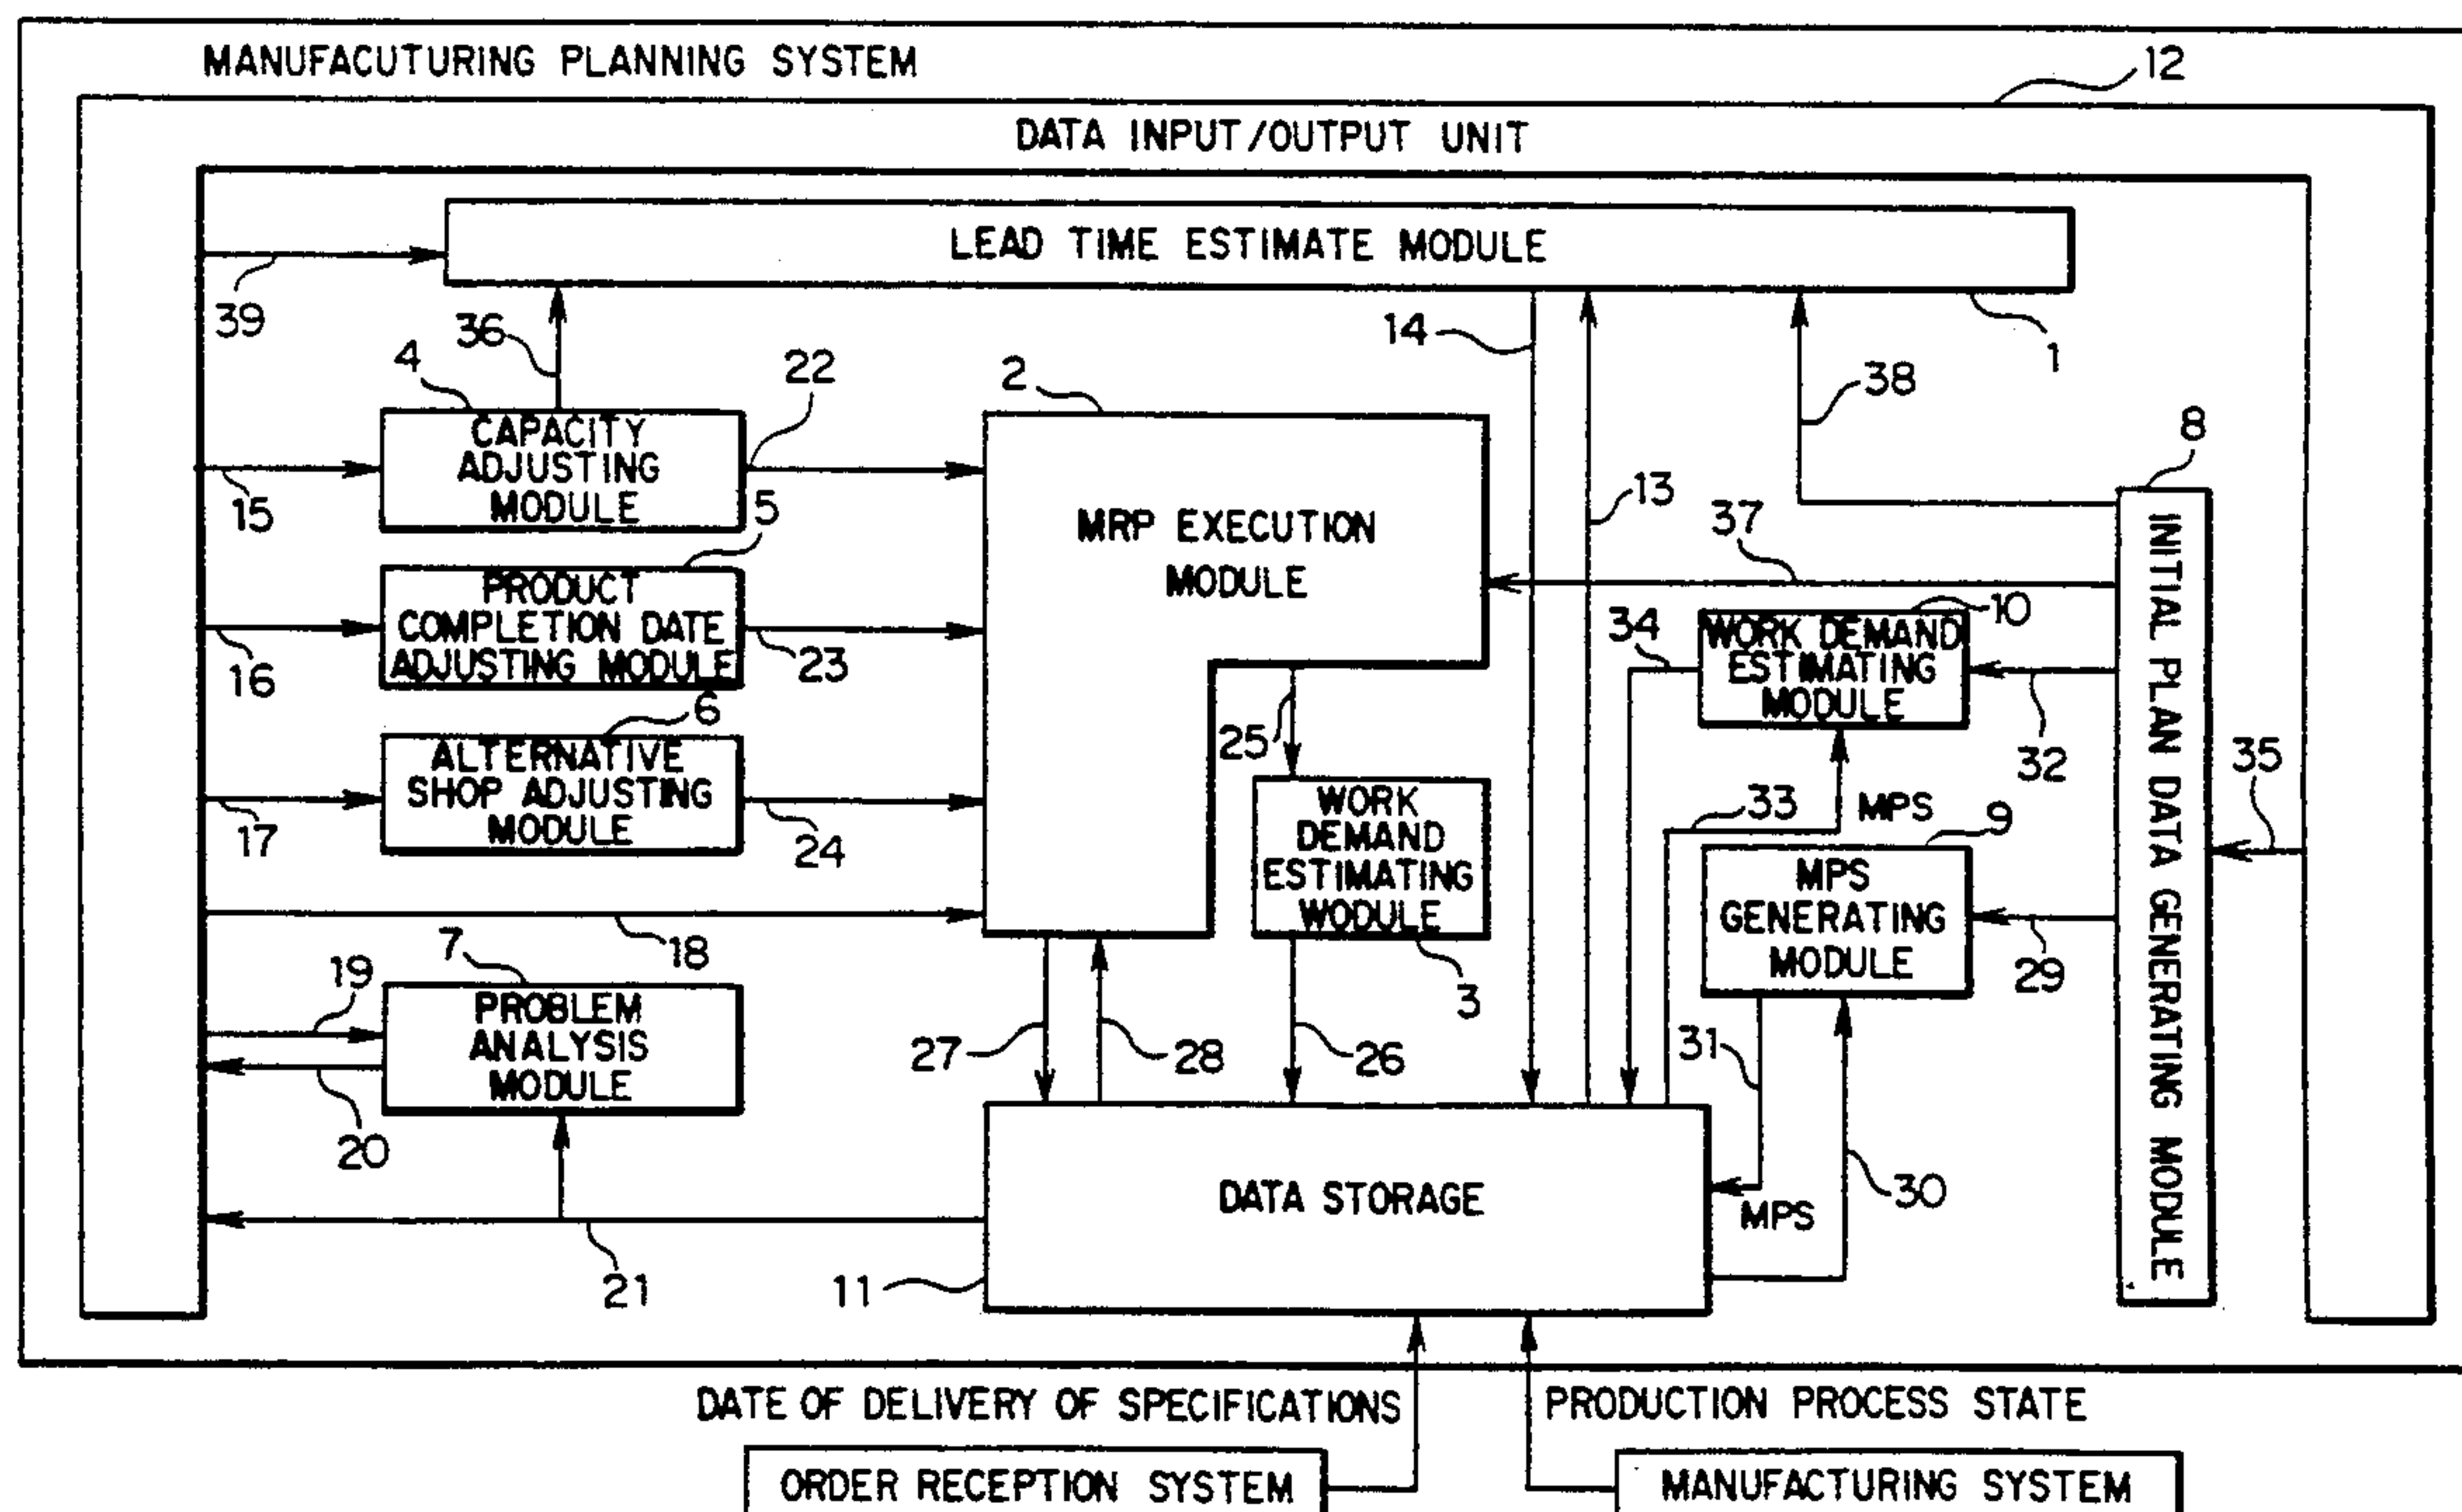 MANUFACUTURING PLANNING SYSTEM
12
DATA INPUT/OUTPUT UNIT
LEAD TIME ESTIMATE MODULE
39
36
14
1
4
22
2
38
8
CAPACITY
ADJUSTING
MODULE
15
5
MRP EXECUTION
MODULE
13
37
INITIAL PLAN DATA GENERATING MODULE
PRODUCT
COMPLETION DATE
ADJUSTING MODULE
16
23
34
10
WORK DEMAND
ESTIMATING
MODULE
32
6
25
35
ALTERNATIVE
SHOP ADJUSTING
MODULE
17
24
WORK
DEMAND
ESTIMATING
WODULE
3
33
MPS
9
MPS
GENERATING
MODULE
29
18
7
19
PROBLEM
ANALYSIS
MODULE
20
27
28
26
31
30
MPS
DATA STORAGE
21
11
DATE OF DELIVERY OF SPECIFICATIONS
PRODUCTION PROCESS STATE
ORDER RECEPTION SYSTEM
MANUFACTURING SYSTEM